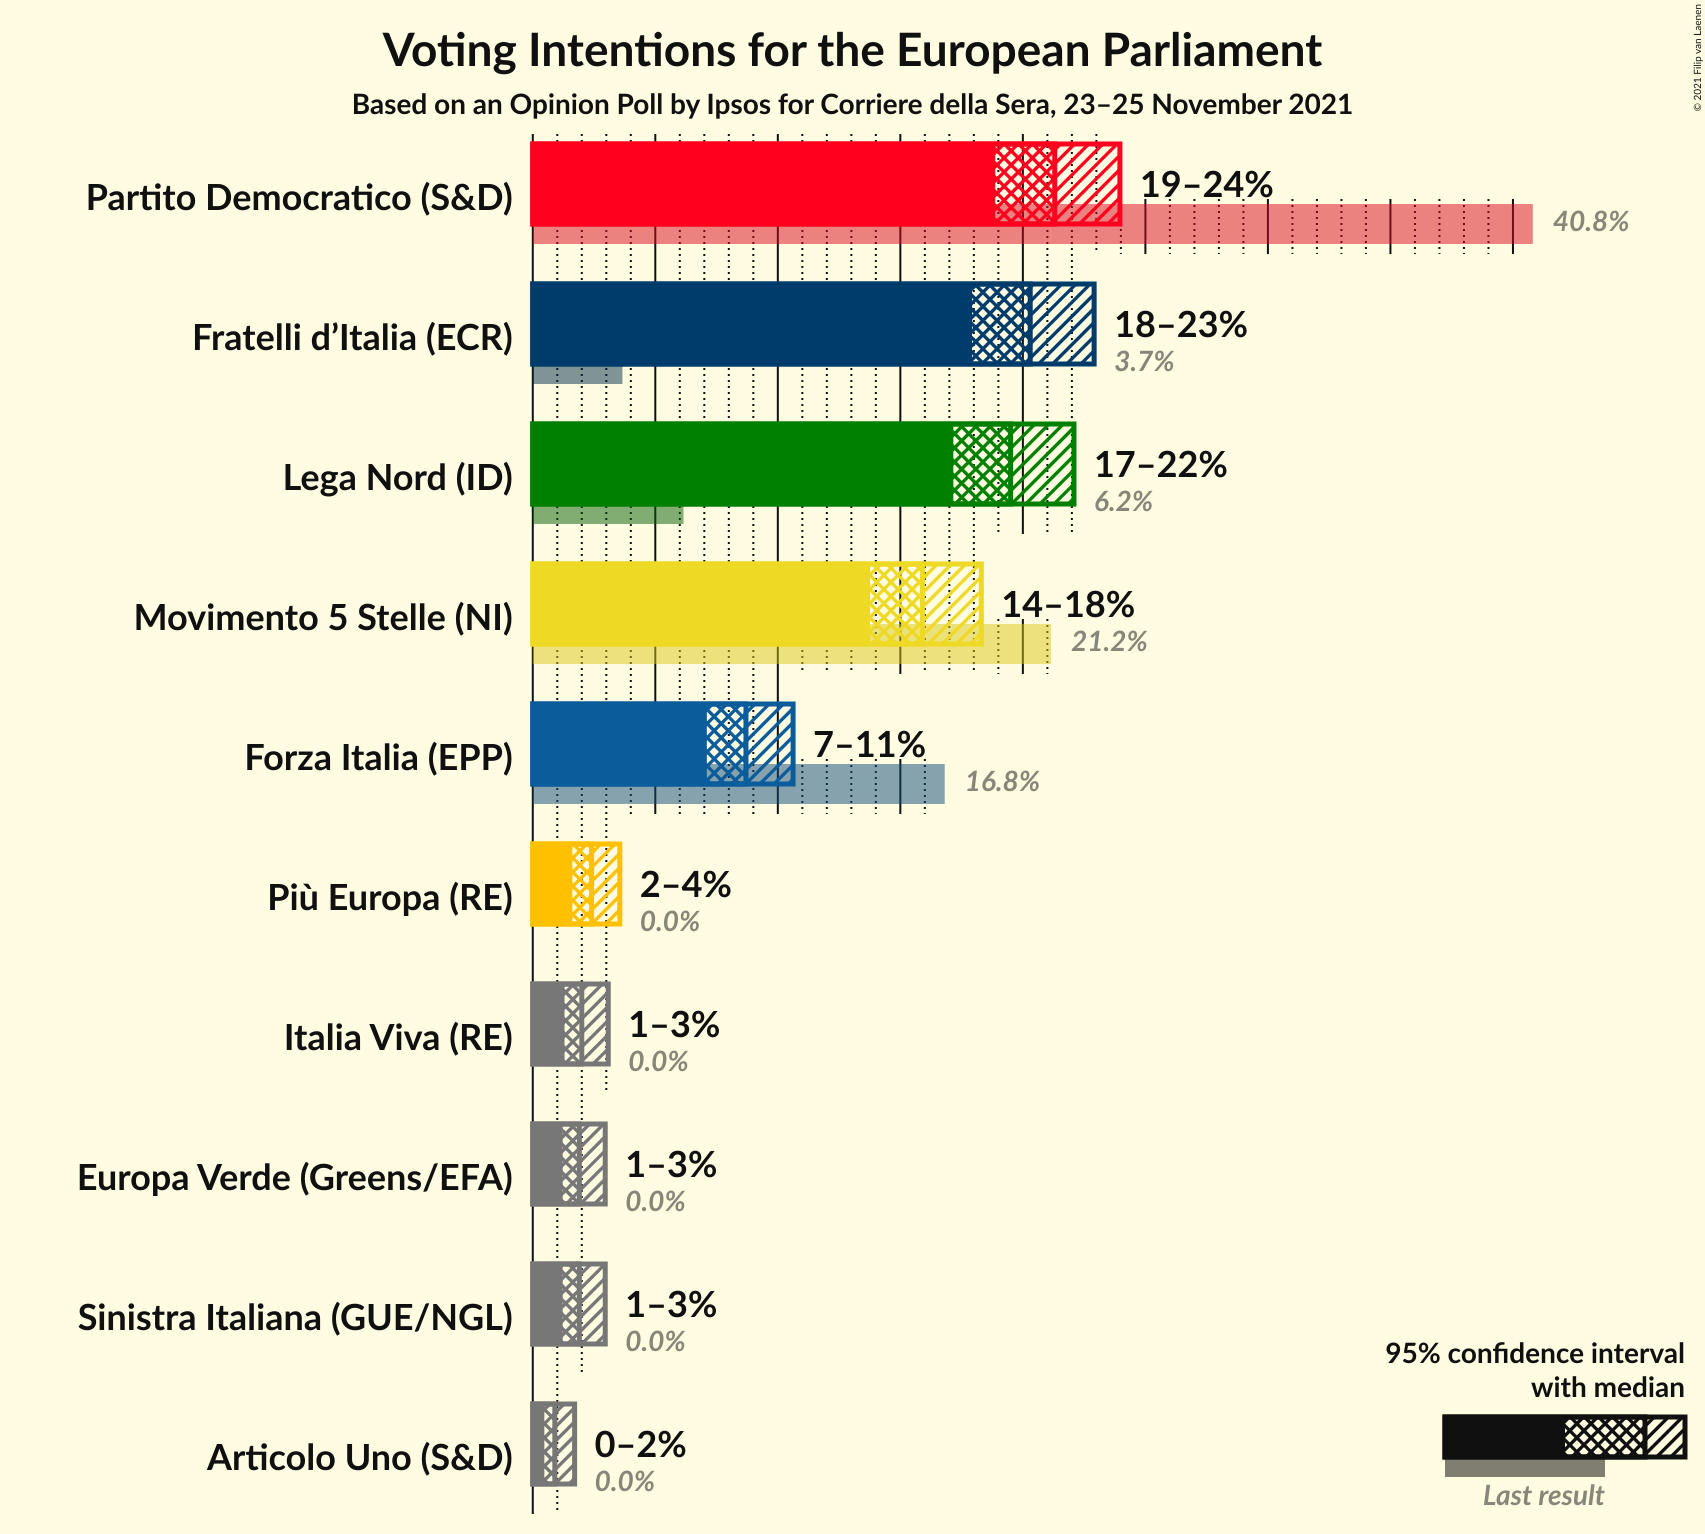 Voting Intentions for the European Parliament
Based on an Opinion Poll by Ipsos for Corriere della Sera, 23–25 November 2021
© 2021 Filip van Laenen
Partito Democratico (S&D)
19–24%
40.8%
Fratelli d’Italia (ECR)
18–23%
3.7%
Lega Nord (ID)
17–22%
6.2%
Movimento 5 Stelle (NI)
14–18%
21.2%
Forza Italia (EPP)
7–11%
16.8%
Più Europa (RE)
2–4%
0.0%
Italia Viva (RE)
1–3%
0.0%
Europa Verde (Greens/EFA)
1–3%
0.0%
Sinistra Italiana (GUE/NGL)
1–3%
0.0%
Articolo Uno (S&D)
0–2%
0.0%
95% confidence interval
with median
Last result